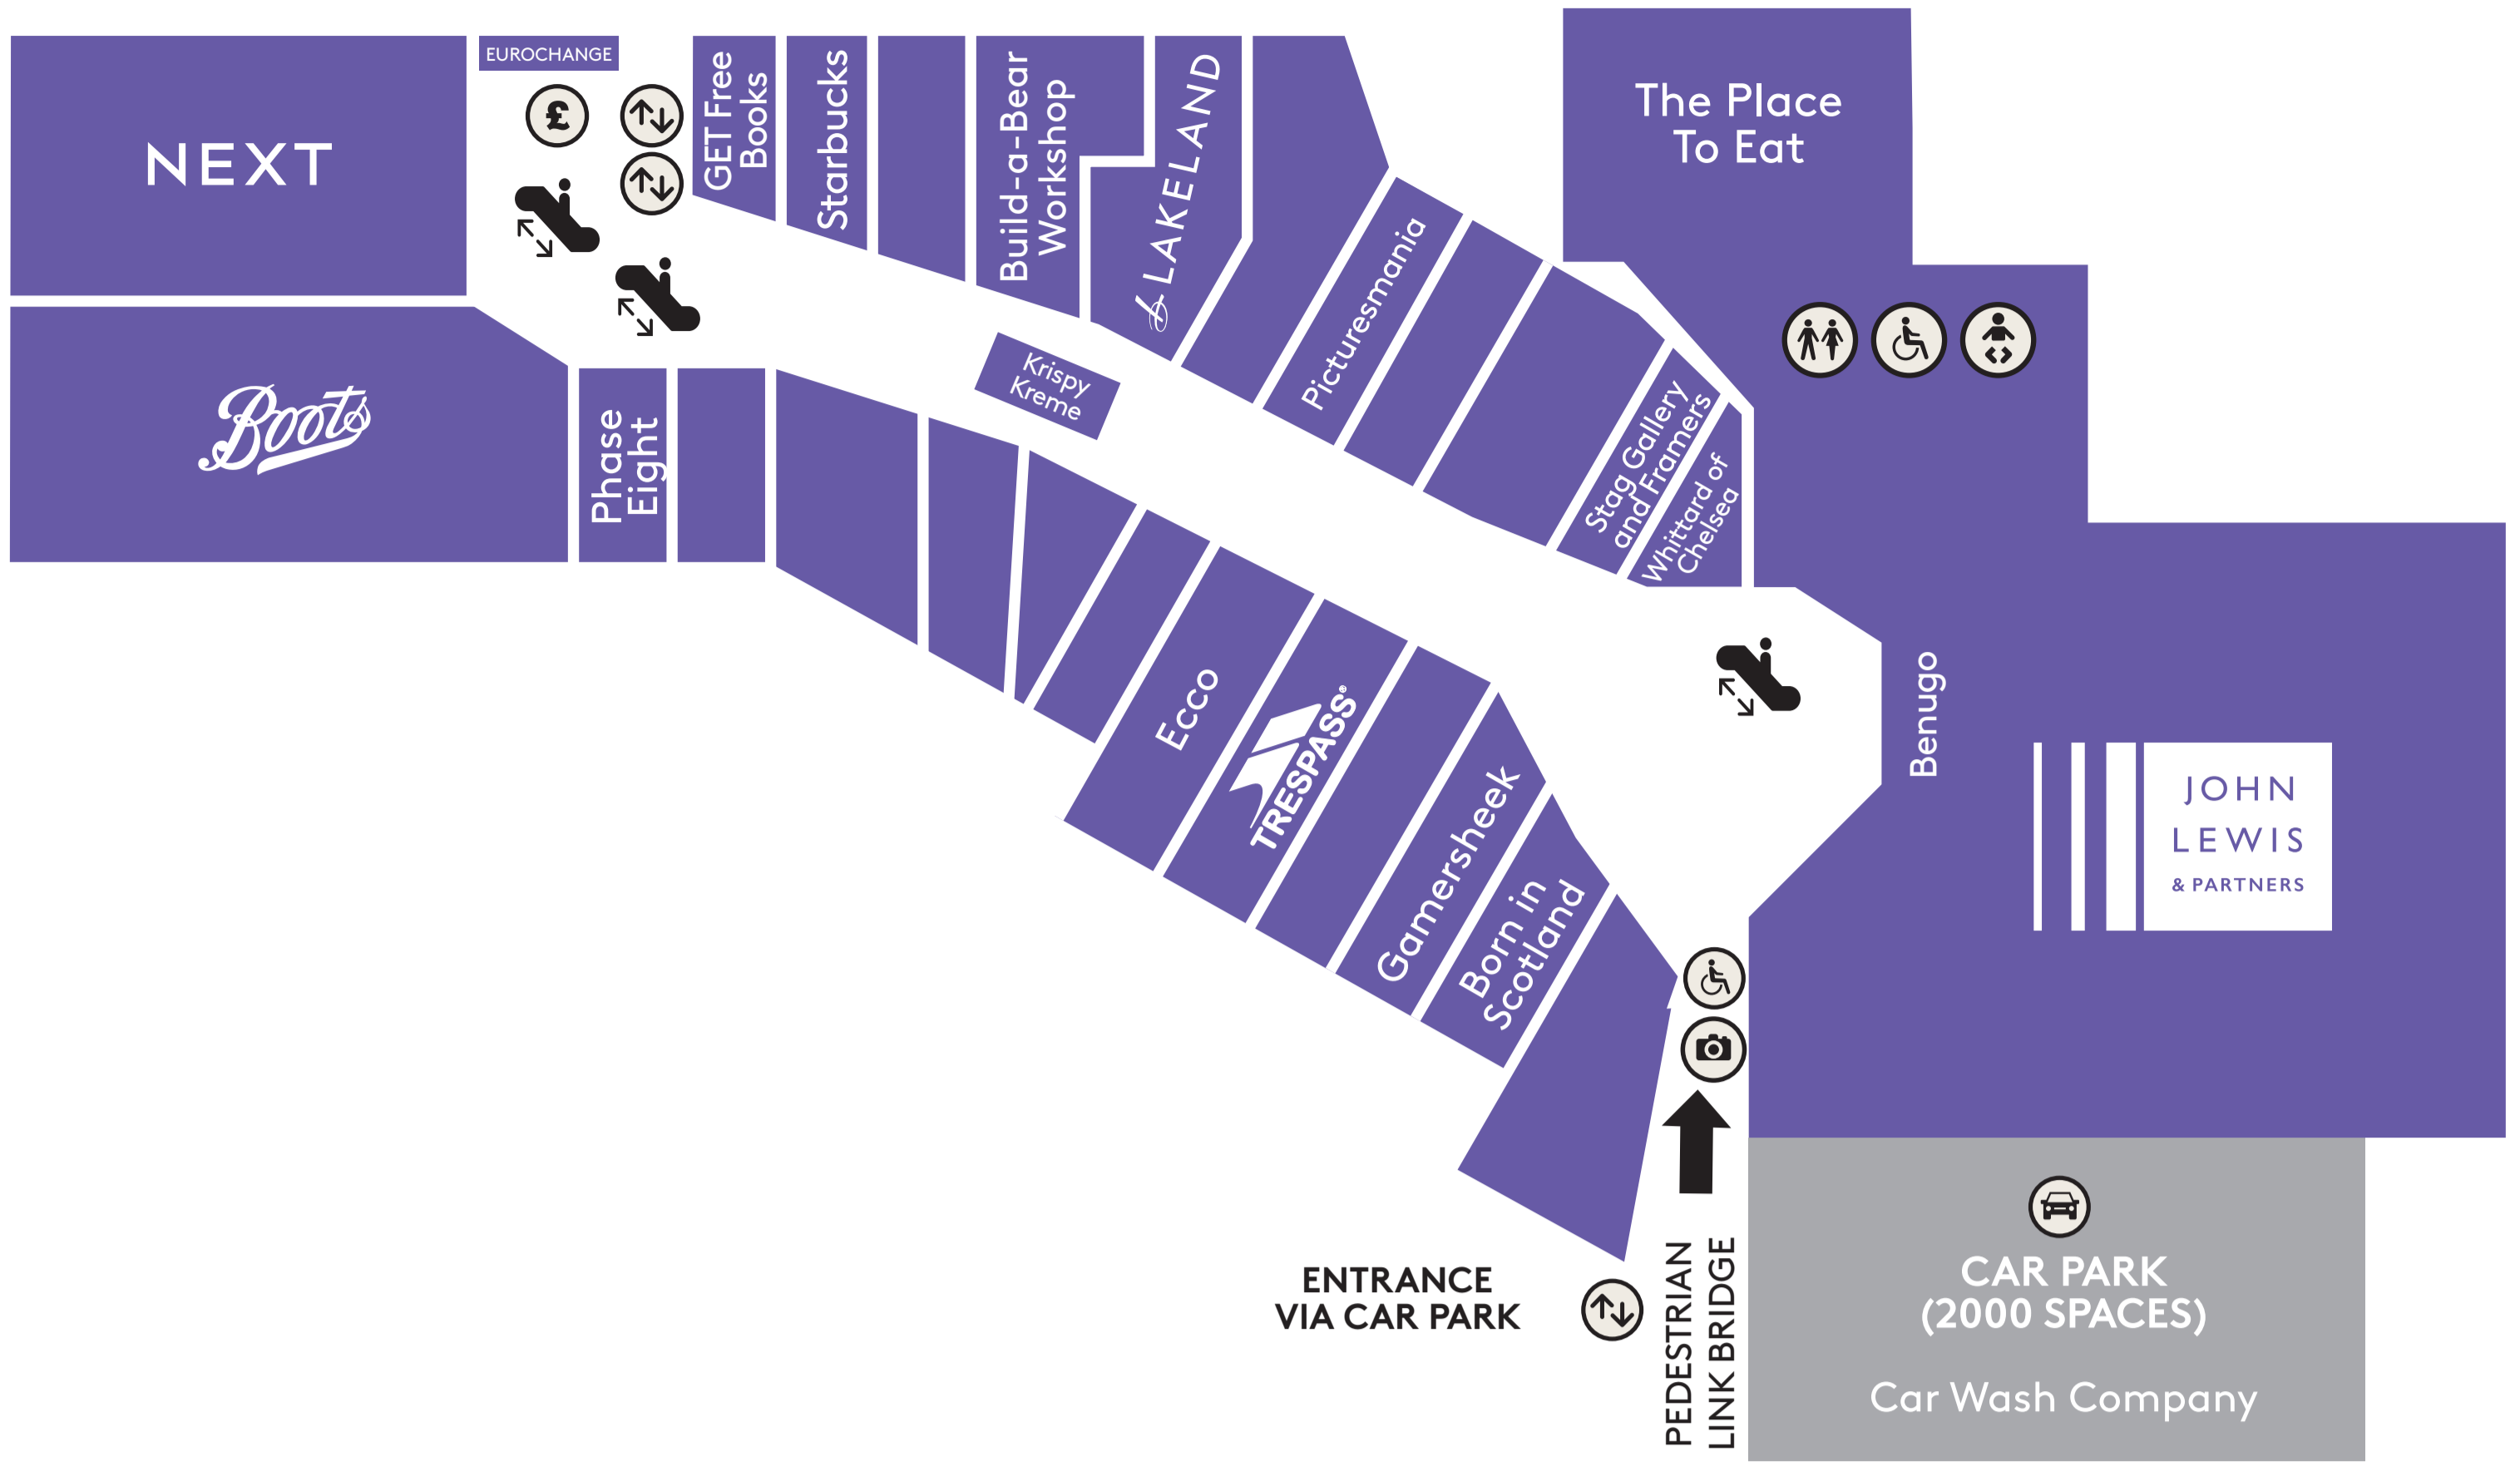 NEXT
EUROCHANGE
£
GET Free
Books
Starbucks
Build-a-Bear
Workshop
LAKELAND
The Place
To Eat
Boots
Phase
Eight
Krispy
Kreme
Picturesmania
Stag Gallery
and Framers
Whittard of
Chelsea
Ecco
TRESPASS®
Gamersheek
Born in
Scotland
Benugo
JOHN
LEWIS
& PARTNERS
ENTRANCE
VIA CAR PARK
PEDESTRIAN
LINK BRIDGE
CAR PARK
(2000 SPACES)
Car Wash Company